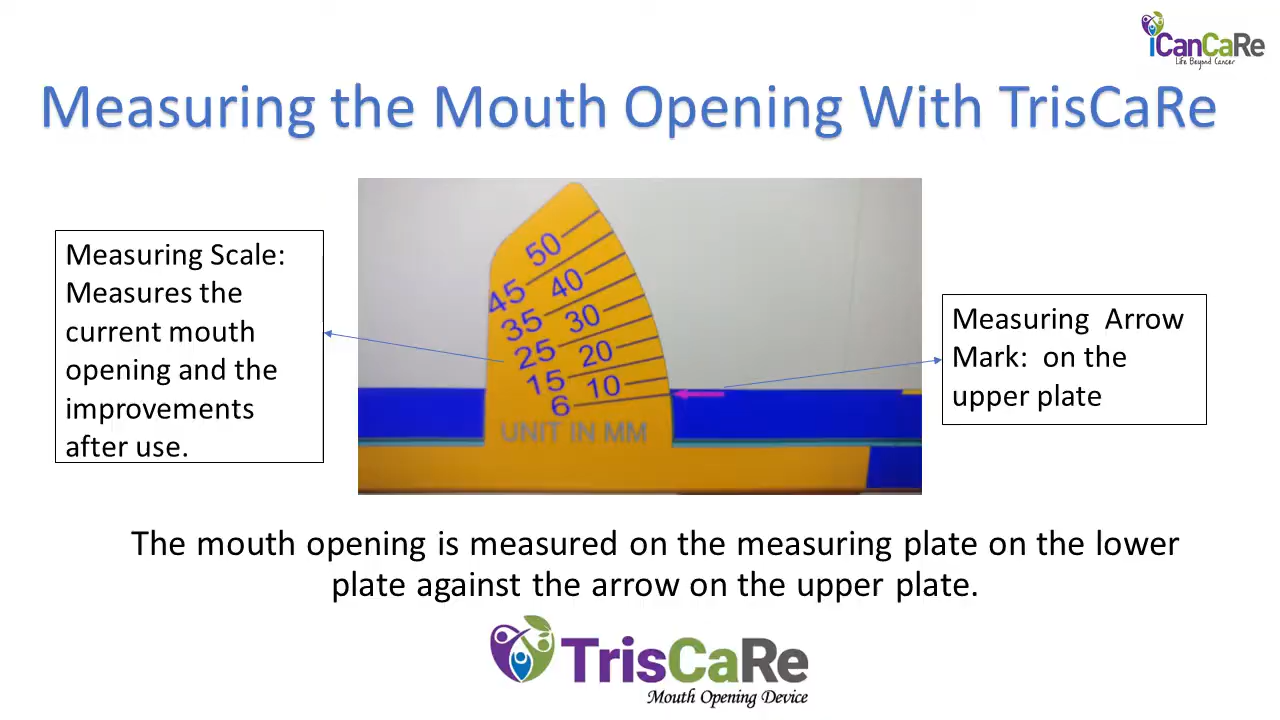 iCanCaRe
Life Beyond Cancer
Measuring the Mouth Opening With TrisCaRe
Measuring Scale:
Measures the
current mouth
opening and the
improvements
after use.
50
45 40
35 30
25 20
15 10
6
UNIT IN MM
Measuring Arrow
Mark: on the
upper plate
The mouth opening is measured on the measuring plate on the lower
plate against the arrow on the upper plate.
TrisCaRe
Mouth Opening Device